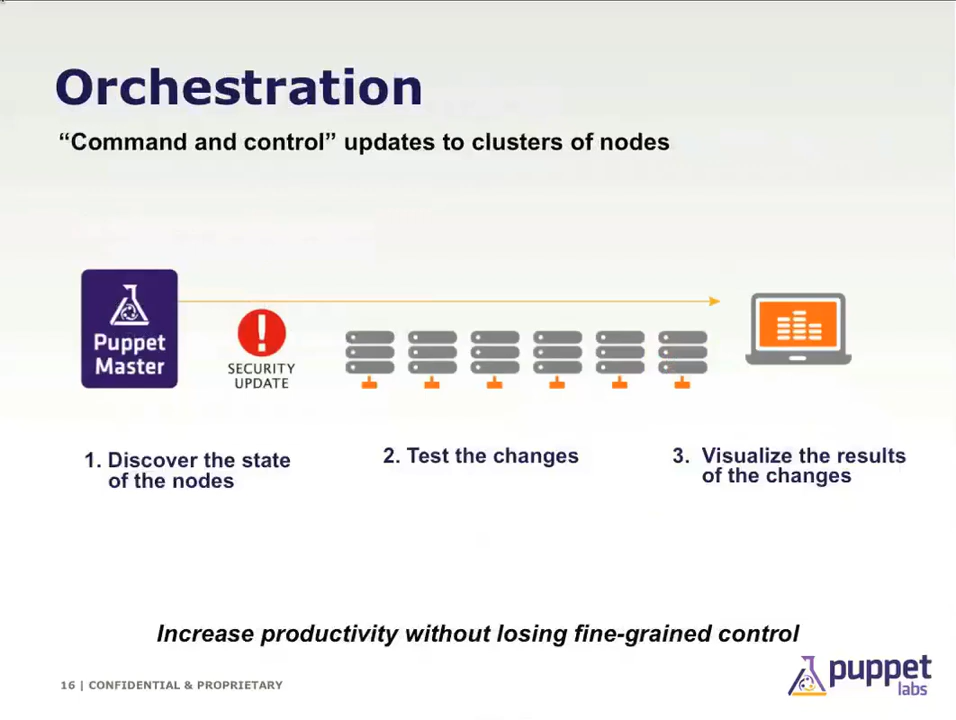 Orchestration
“Command and control” updates to clusters of nodes
Puppet
Master
SECURITY
UPDATE
1. Discover the state
of the nodes
2. Test the changes
3. Visualize the results
of the changes
Increase productivity without losing fine-grained control
16 | CONFIDENTIAL & PROPRIETARY
puppet
labs